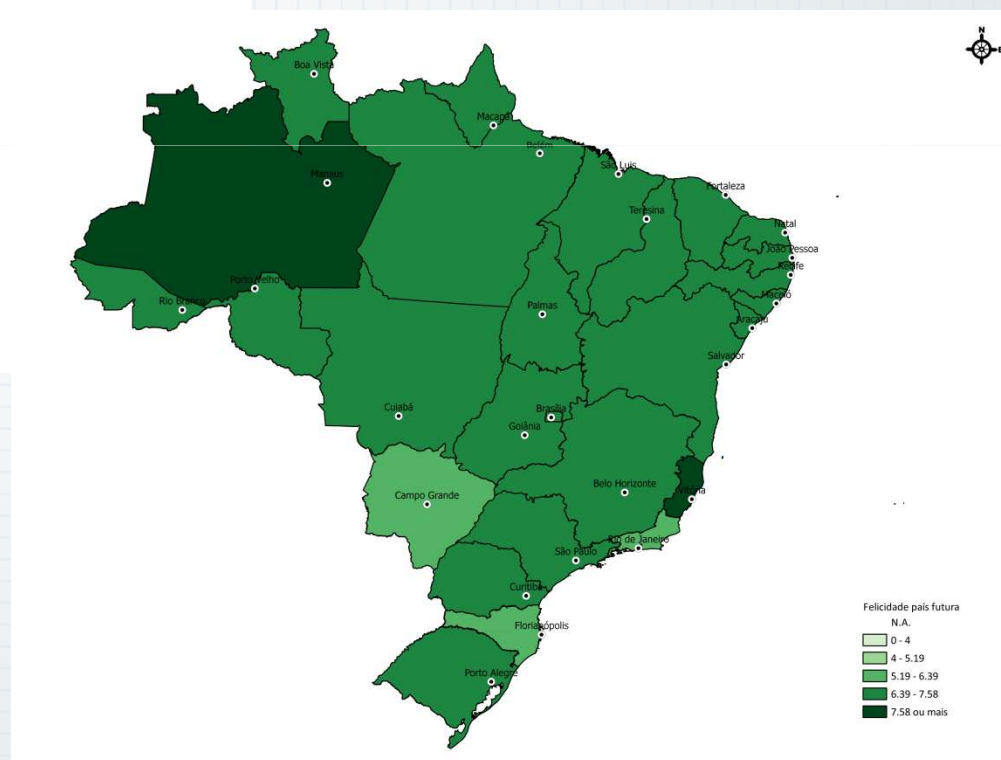 N
E
Boa Vista
Macapá
Belém
Manaus
São Luis
Fortaleza
Teresina
Natal
João Pessoa
Recife
Porto Velho
Rio Branco
Maceió
Palmas
Aracaju
Salvador
Cuiabá
Brasília
Goiânia
Belo Horizonte
Campo Grande
Vitória
Rio de Janeiro
São Paulo
Curitiba
Florianópolis
Porto Alegre
Felicidade país futura
N.A.
0 - 4
4 - 5.19
5.19 - 6.39
6.39 - 7.58
7.58 ou mais